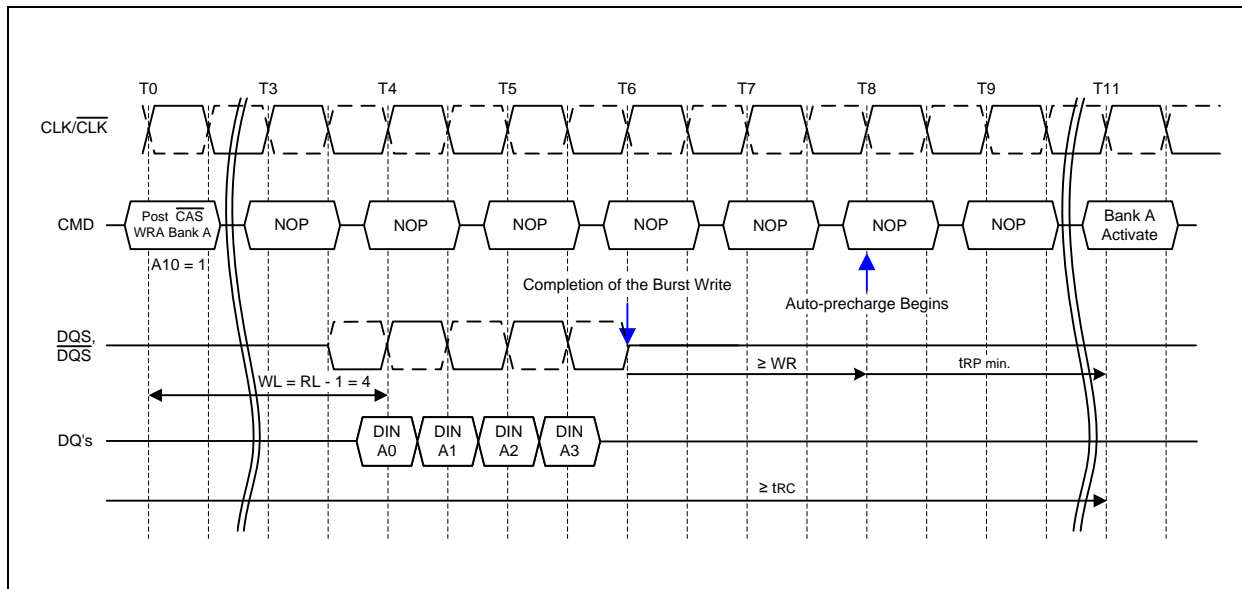 T0 T3 T4 T5 T6 T7 T8 T9 T11
CLK/CLK
CMD
Post CAS
WRA Bank A
NOP NOP NOP NOP NOP NOP NOP
Bank A
Activate
A10 = 1
Completion of the Burst Write
Auto-precharge Begins
DQS,
DQS
WL = RL - 1 = 4
≥ WR
tRP min.
DQ's
DIN
A0
DIN
A1
DIN
A2
DIN
A3
≥ tRC